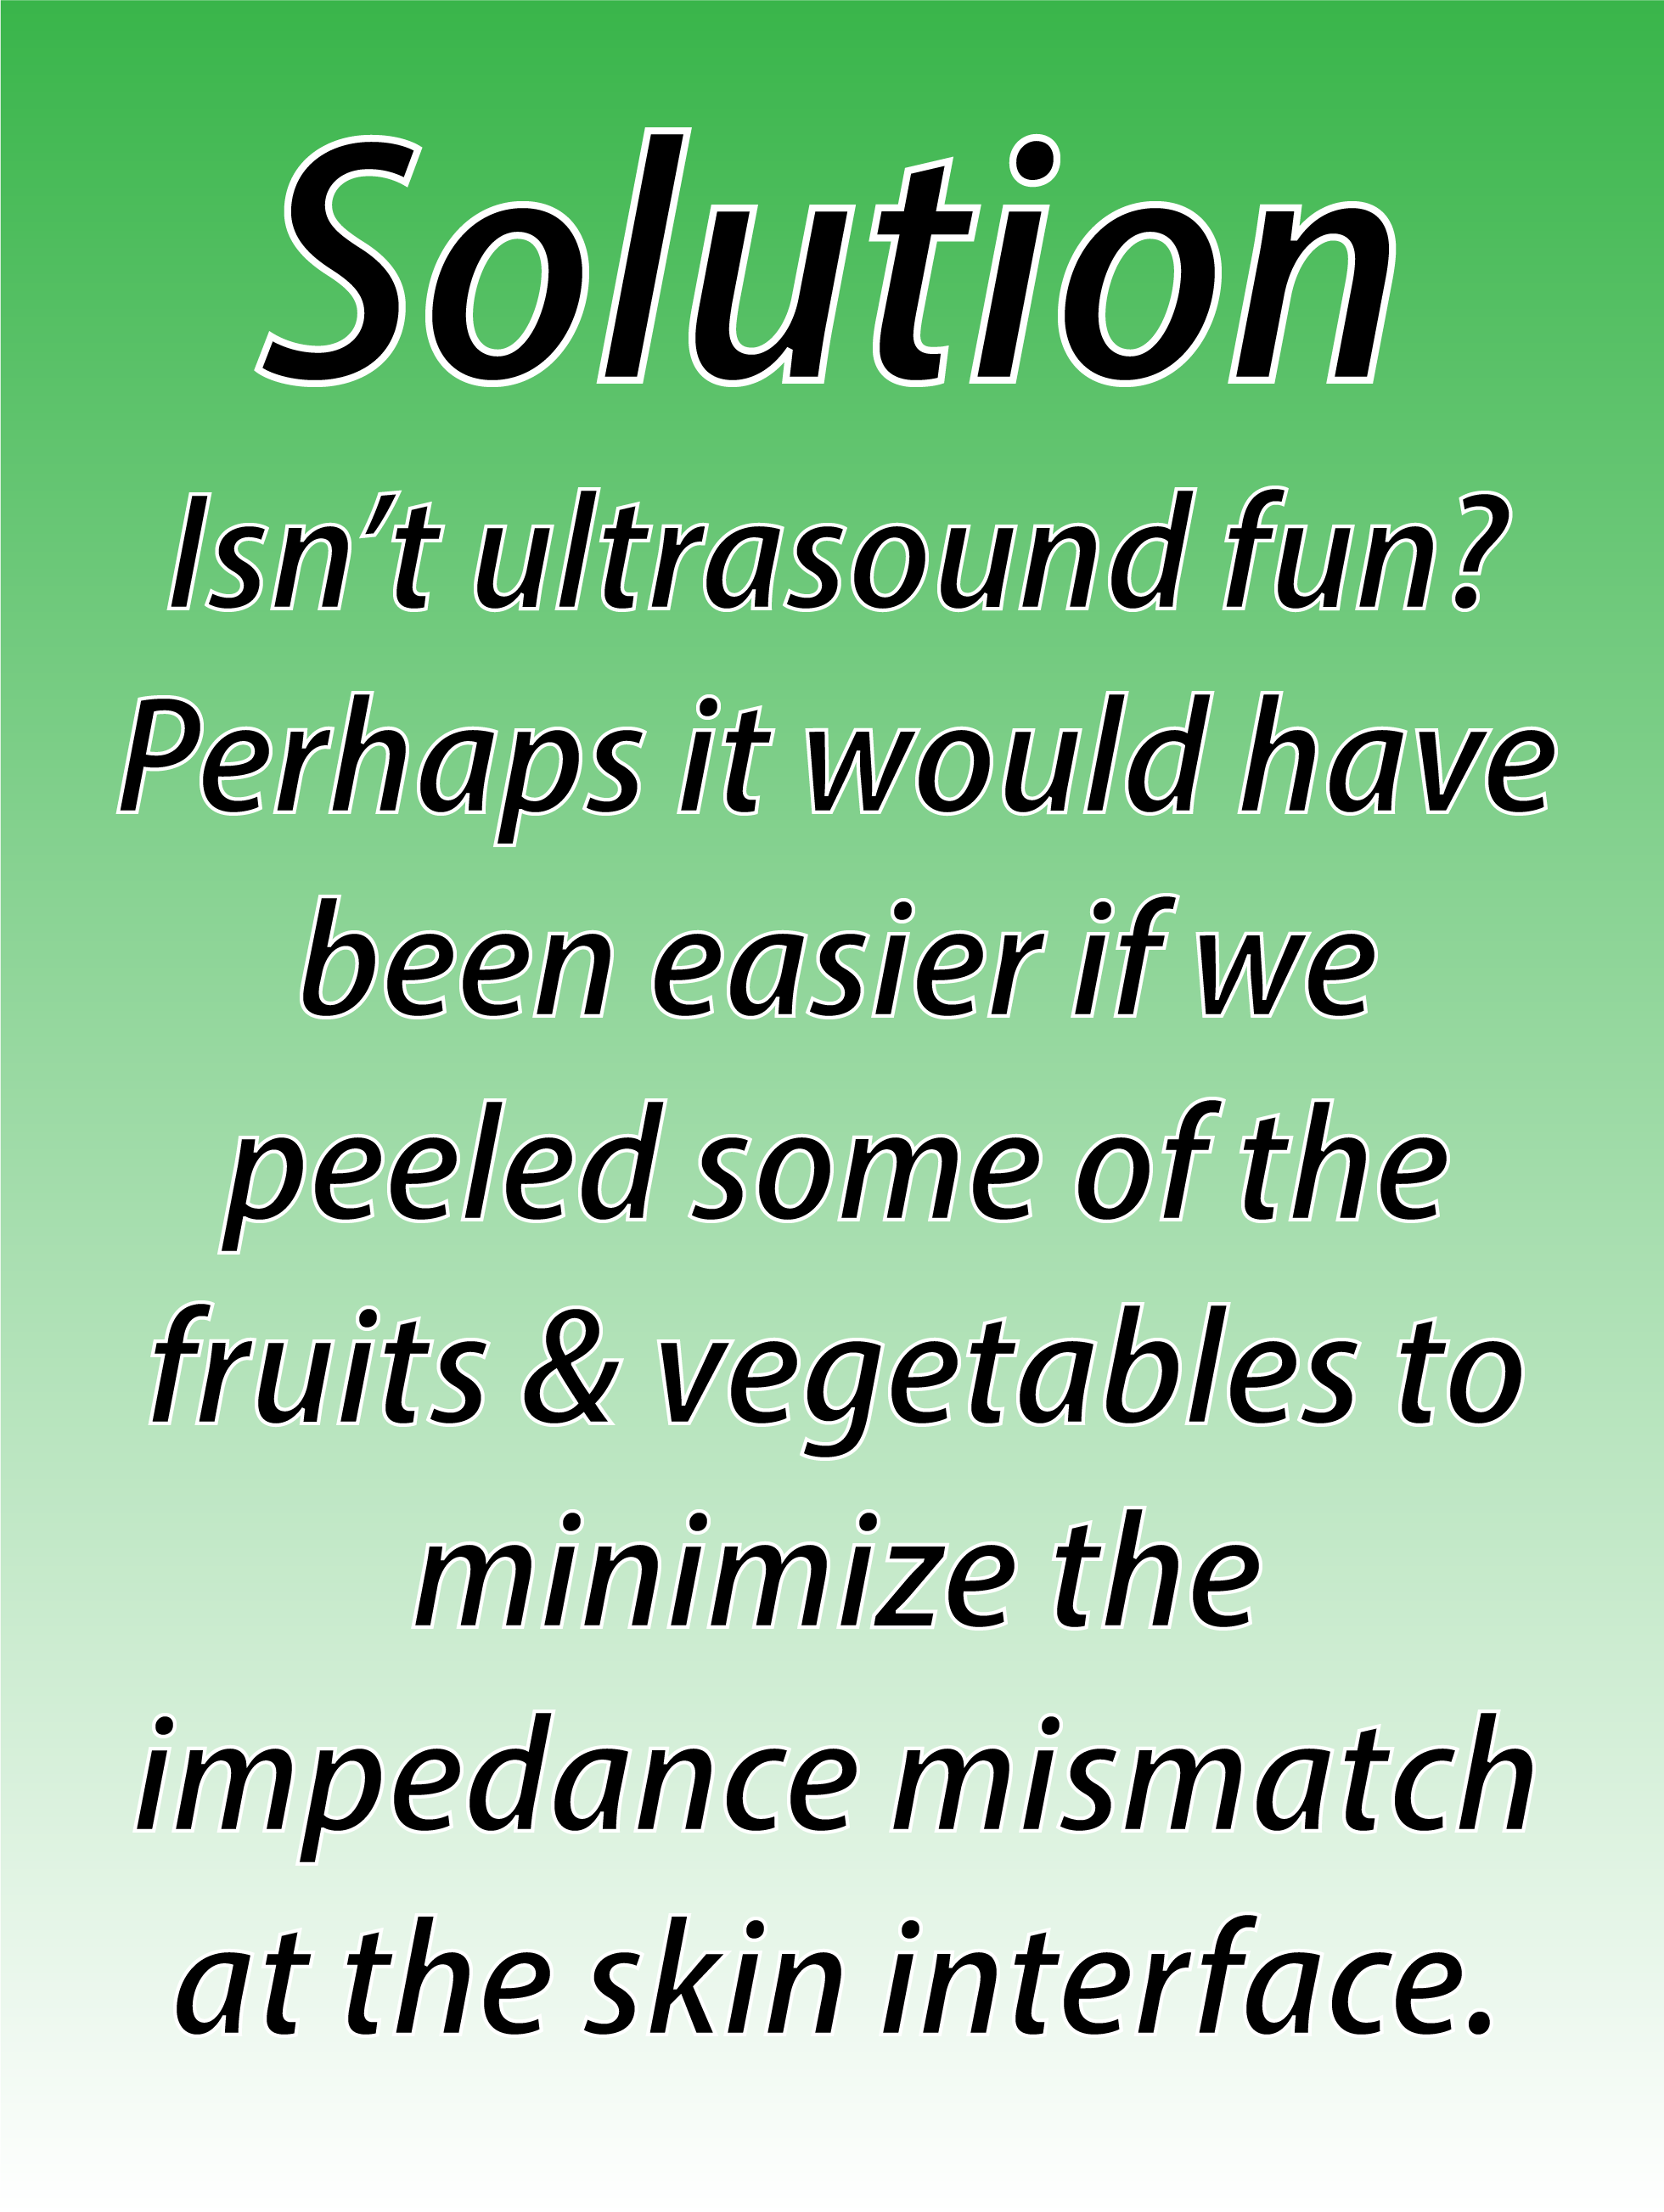 Solution
Isn’t ultrasound fun?
Perhaps it would have
been easier if we
peeled some of the
fruits & vegetables to
minimize the
impedance mismatch
at the skin interface.